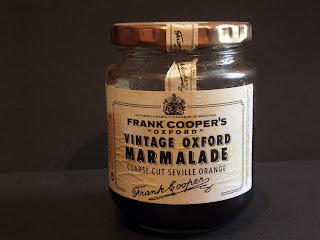 FRANK COOPER'S
"OXFORD"
VINTAGE OXFORD
MARMALADE
COARSE CUT SEVILLE ORANGE
Frank Cooper